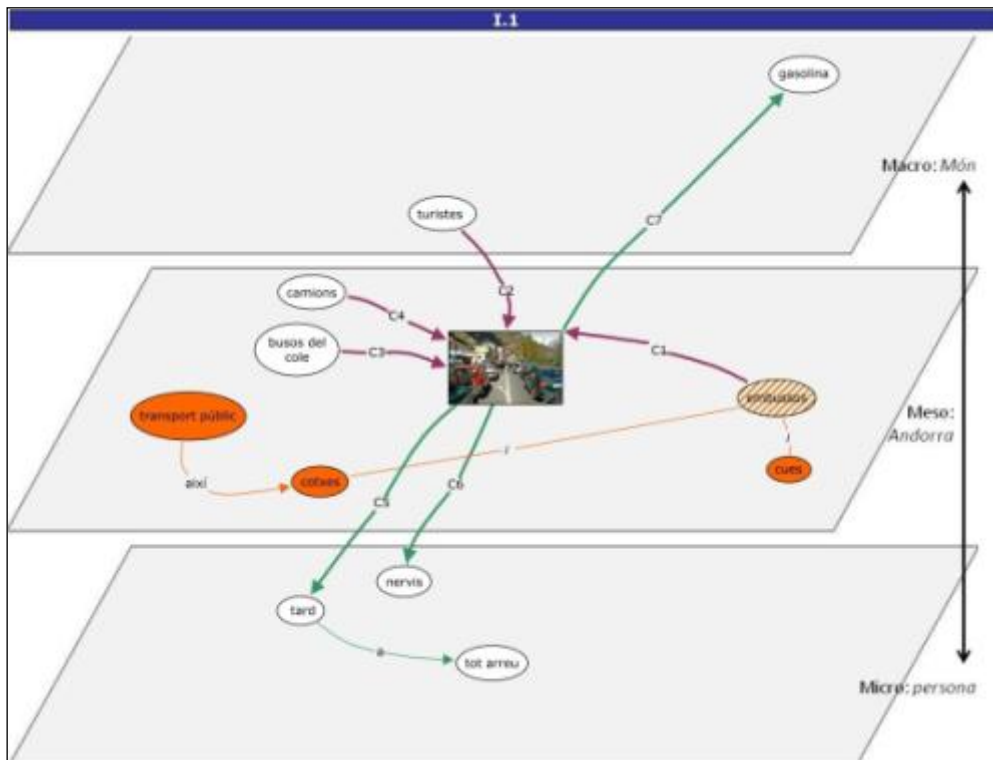 I.1
gasolina
Macro: Món
turistes
C7
C2
camions
C4
busos del
cole
C3
C1
embussos
transport públic
Meso:
Andorra
i
i
cotxes
cues
així
C5
C6
nervis
tard
a
tot arreu
Micro: persona